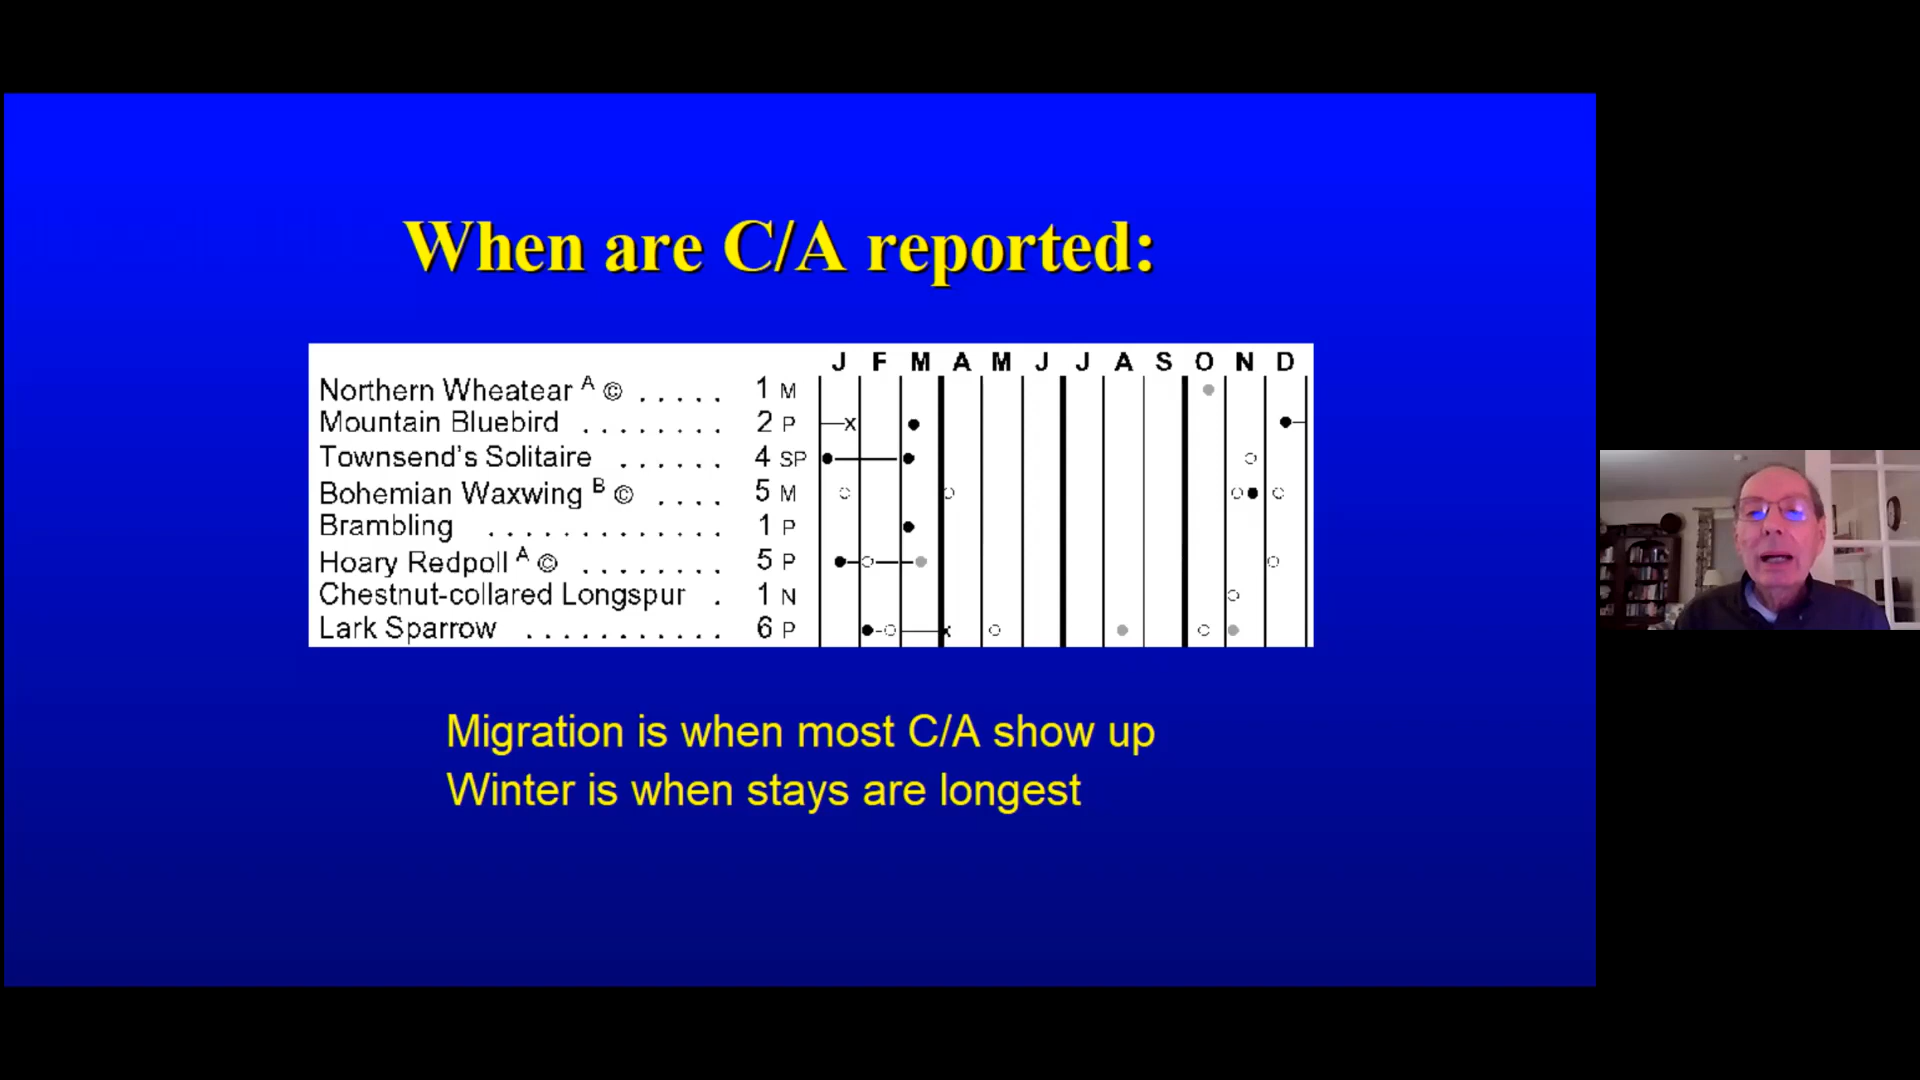 When are C/A reported:
J F M A M J J A S O N D
Northern Wheatear A © . . . . . 1 M
Mountain Bluebird . . . . . . . . 2 P
Townsend's Solitaire . . . . . . 4 SP
Bohemian Waxwing B © . . . . 5 M
Brambling . . . . . . . . . . . . . 1 P
Hoary Redpoll A © . . . . . . . . 5 P
Chestnut-collared Longspur . 1 N
Lark Sparrow . . . . . . . . . . . 6 P
Migration is when most C/A show up
Winter is when stays are longest